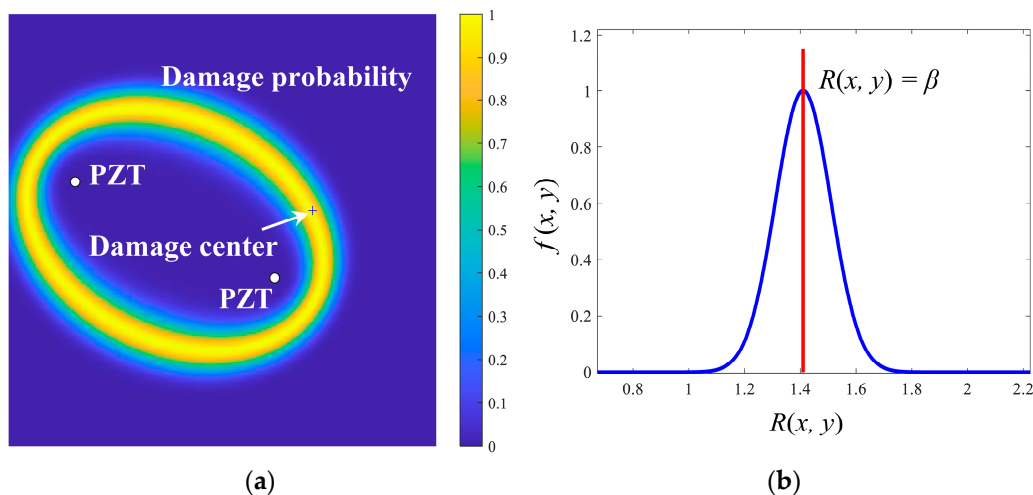 Damage probability
PZT
Damage center
PZT
1
0.9
0.8
0.7
0.6
0.5
0.4
0.3
0.2
0.1
0
(a)
1.2
1
0.8
0.6
0.4
0.2
0
f (x, y)
R(x, y) = β
0.8 1 1.2 1.4 1.6 1.8 2 2.2
R(x, y)
(b)